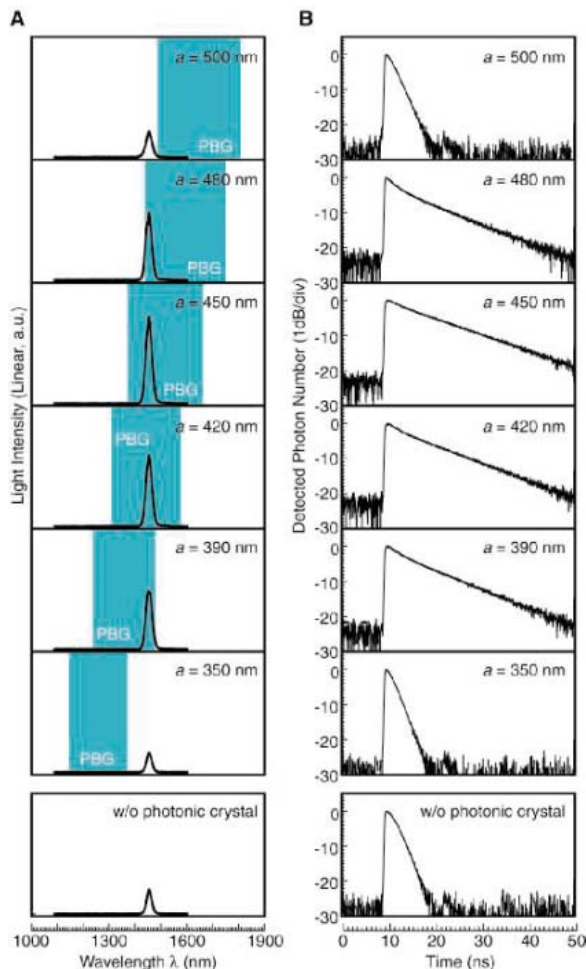 A
B
Light Intensity (Linear, a.u.)
a = 500 nm
PBG
a = 480 nm
PBG
a = 450 nm
PBG
a = 420 nm
PBG
a = 390 nm
PBG
a = 350 nm
PBG
w/o photonic crystal
1000 1300 1600 1900
Wavelength λ (nm)
Detected Photon Number (1dB/div)
a = 500 nm
0
-10
-20
-30
a = 480 nm
0
-10
-20
-30
a = 450 nm
0
-10
-20
-30
a = 420 nm
0
-10
-20
-30
a = 390 nm
0
-10
-20
-30
a = 350 nm
0
-10
-20
-30
w/o photonic crystal
0
-10
-20
-30
0 10 20 30 40 50
Time (ns)